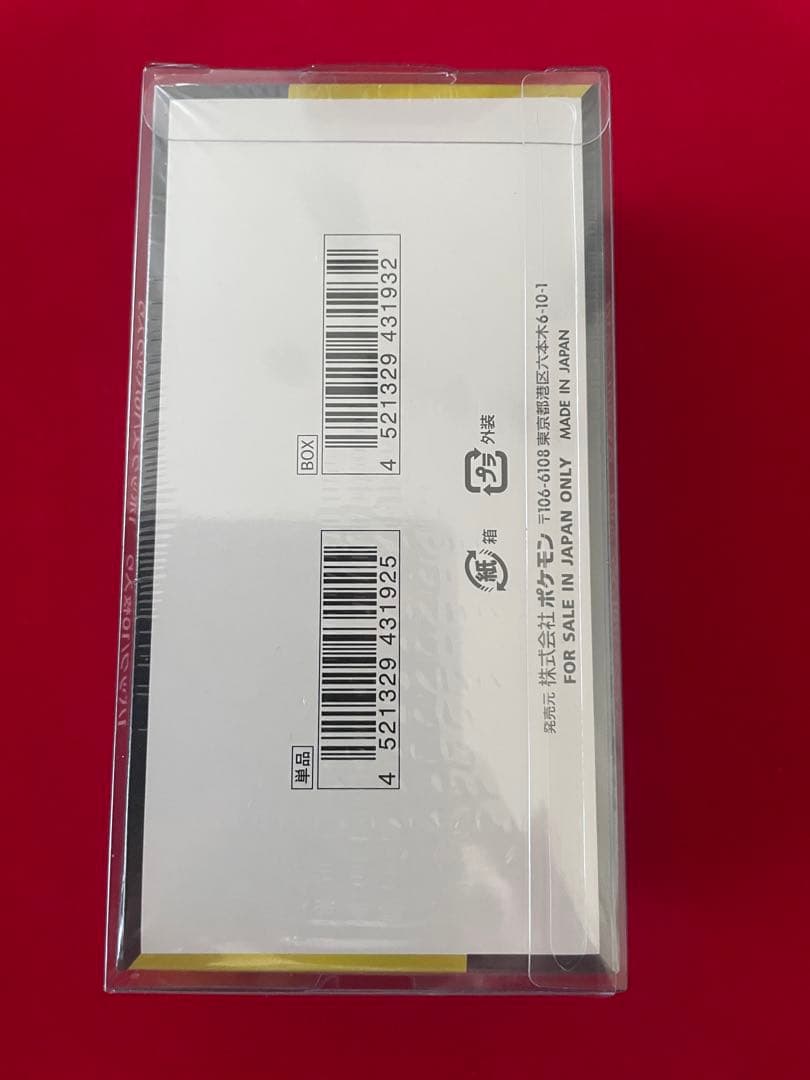 BOX
4 521329 431932
単品
4 521329 431925
プラ 外装
紙 箱
発売元 株式会社 ポケモン 〒106-6108 東京都港区六本木6-10-1
FOR SALE IN JAPAN ONLY MADE IN JAPAN